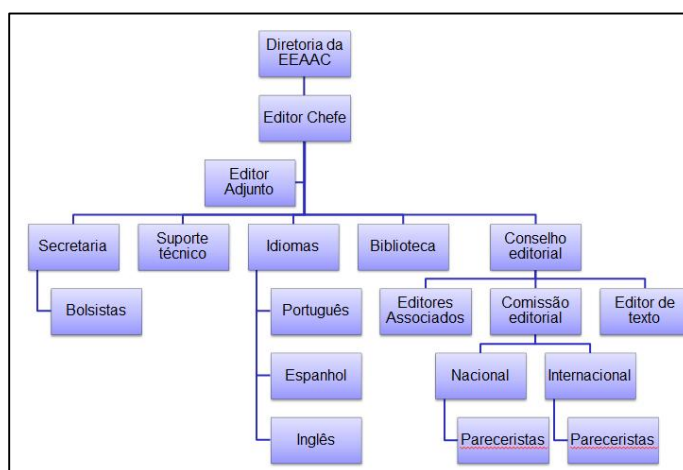 Diretoria da
EEAAC
Editor Chefe
Editor
Adjunto
Secretaria
Suporte
técnico
Idiomas
Biblioteca
Conselho
editorial
Bolsistas
Português
Editores
Associados
Comissão
editorial
Editor de
texto
Espanhol
Nacional
Internacional
Inglês
Pareceristas
Pareceristas